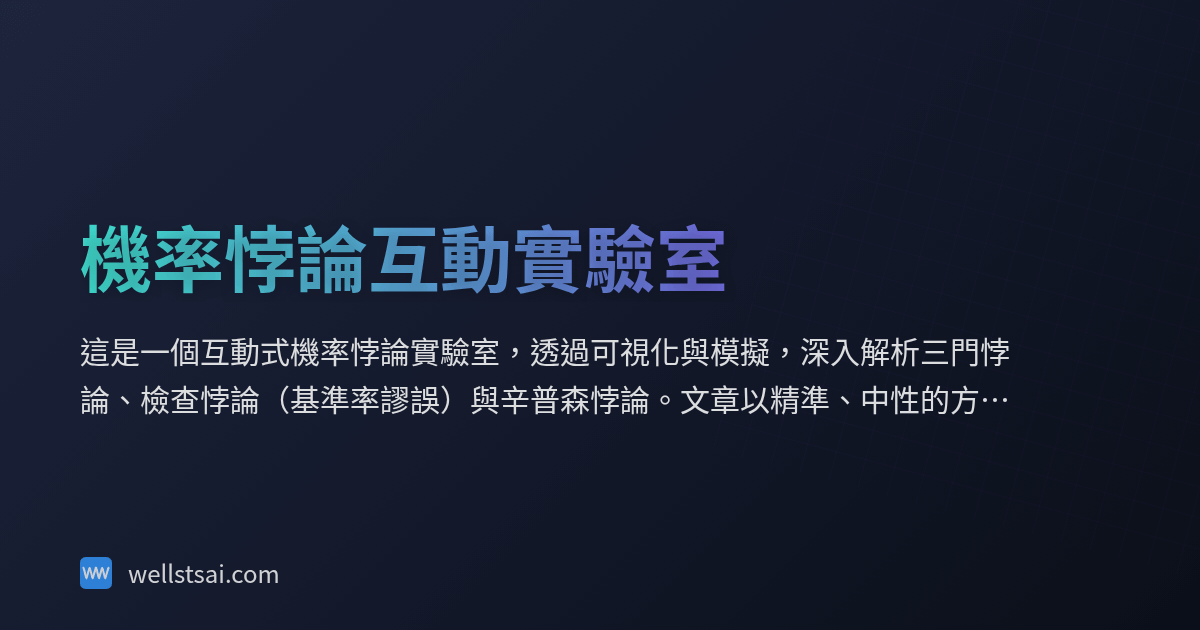 機率悖論互動實驗室
這是一個互動式機率悖論實驗室，透過可視化與模擬，深入解析三門悖
論、檢查悖論（基準率謬誤）與辛普森悖論。文章以精準、中性的方…
wellstsai.com